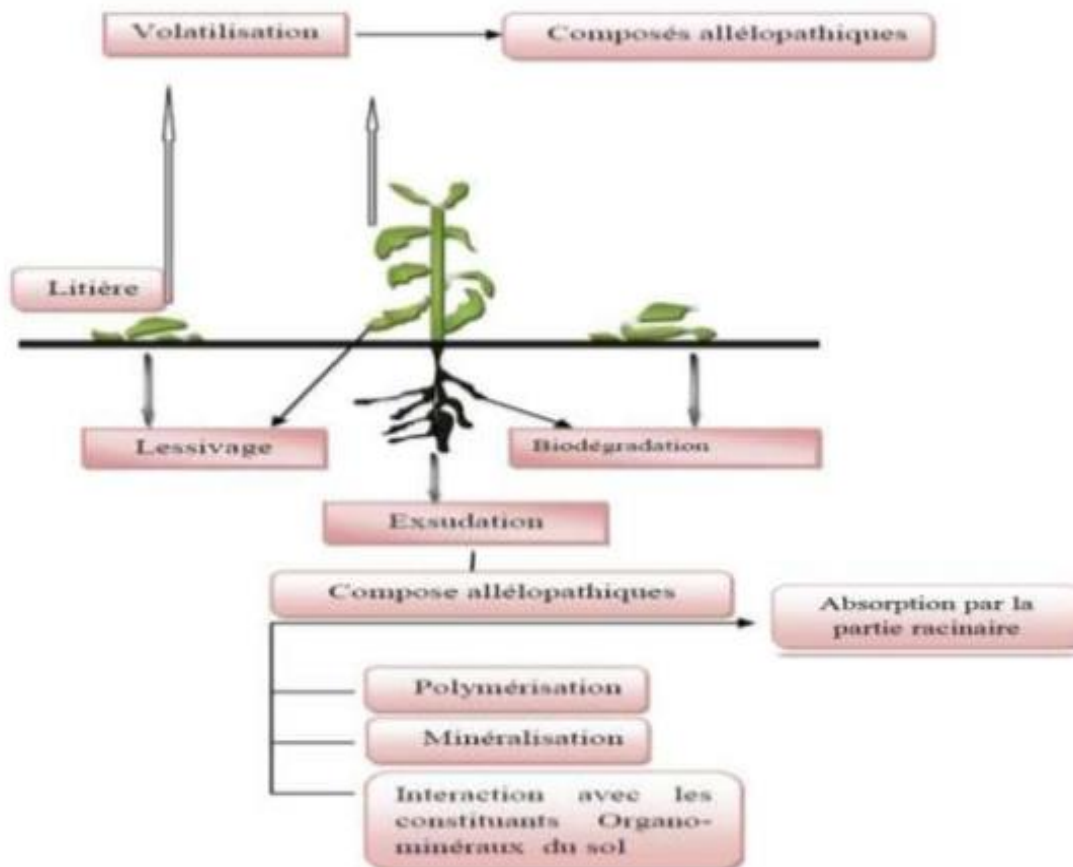 Volatilisation
Composés allélopathiques
Litière
Lessivage
Biodégradation
Exsudation
Compose allélopathiques
Absorption par la
partie racinaire
Polymérisation
Minéralisation
Interaction avec les
constituants Organo-
minéraux du sol